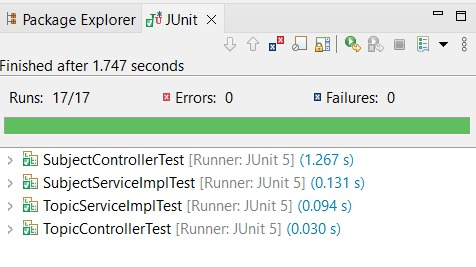 Package Explorer JUnit
Finished after 1.747 seconds
Runs: 17/17 Errors: 0 Failures: 0
SubjectControllerTest [Runner: JUnit 5] (1.267 s)
SubjectServiceImplTest [Runner: JUnit 5] (0.131 s)
TopicServiceImplTest [Runner: JUnit 5] (0.094 s)
TopicControllerTest [Runner: JUnit 5] (0.030 s)